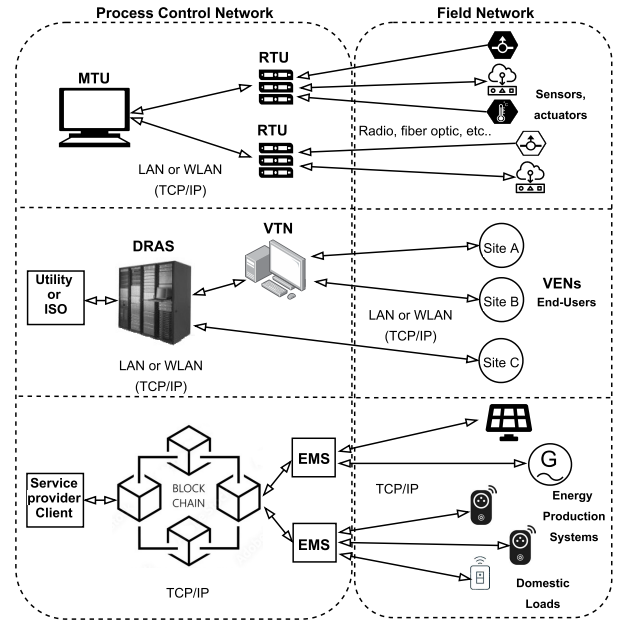 Process Control Network
Field Network
MTU
RTU
RTU
Sensors,
actuators
Radio, fiber optic, etc..
LAN or WLAN
(TCP/IP)
VTN
DRAS
Utility
or
ISO
Site A
Site B
Site C
VENs
End-Users
LAN or WLAN
(TCP/IP)
LAN or WLAN
(TCP/IP)
Service
provider
Client
BLOCK
CHAIN
EMS
EMS
TCP/IP
TCP/IP
G
Energy
Production
Systems
Domestic
Loads